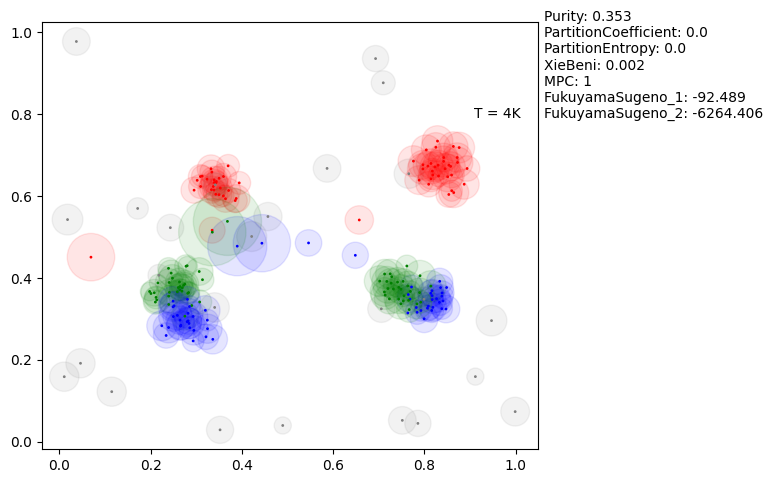 Purity: 0.353
PartitionCoefficient: 0.0
PartitionEntropy: 0.0
XieBeni: 0.002
MPC: 1
FukuyamaSugeno_1: -92.489
FukuyamaSugeno_2: -6264.406
T = 4K
1.0
0.8
0.6
0.4
0.2
0.0
0.0 0.2 0.4 0.6 0.8 1.0